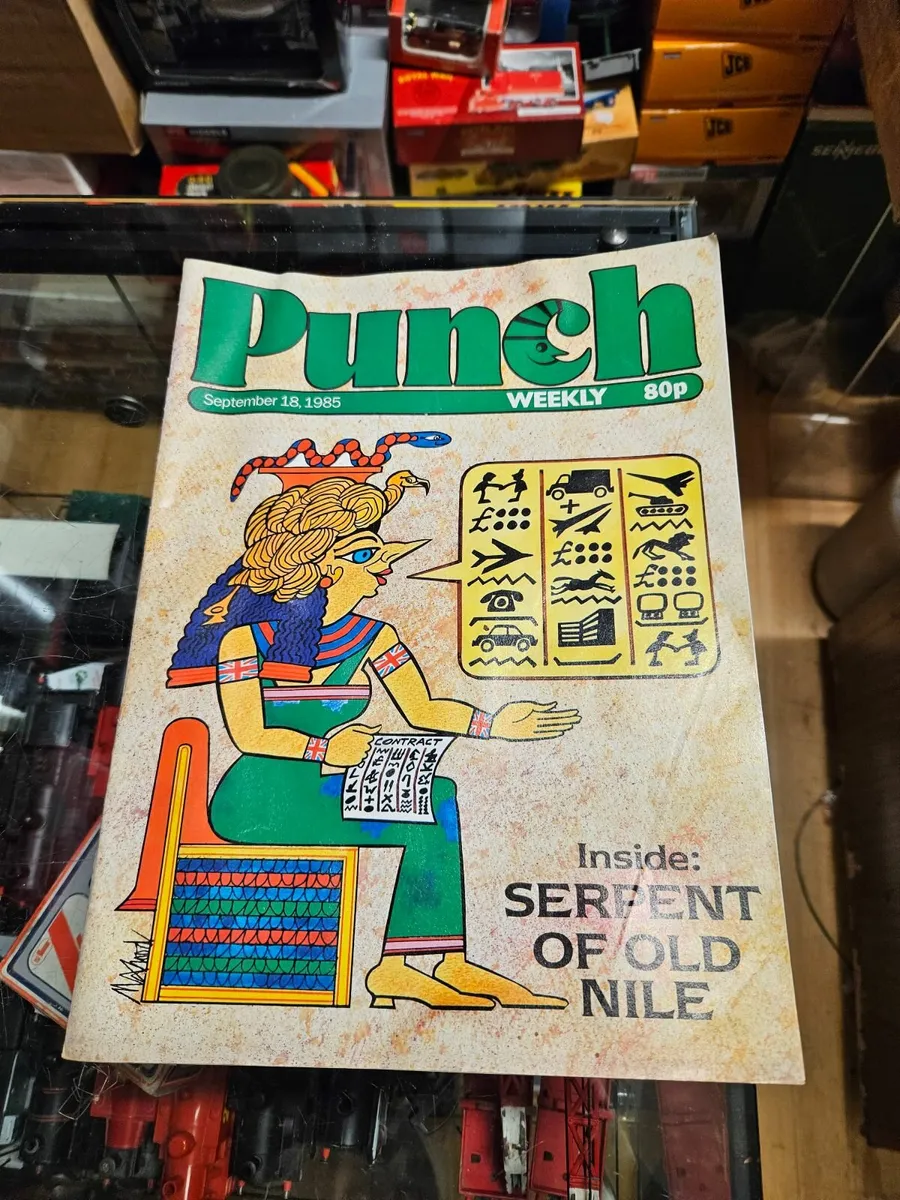 JCB
JCB
Punch
September 18, 1985
WEEKLY
80p
£
£
£
CONTRACT
Inside:
SERPENT
OF OLD
NILE